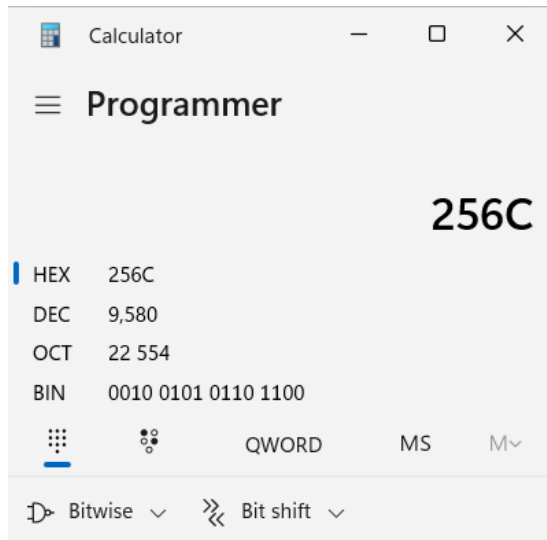 Calculator
Programmer
256C
HEX 256C
DEC 9,580
OCT 22 554
BIN 0010 0101 0110 1100
QWORD MS M
Bitwise Bit shift